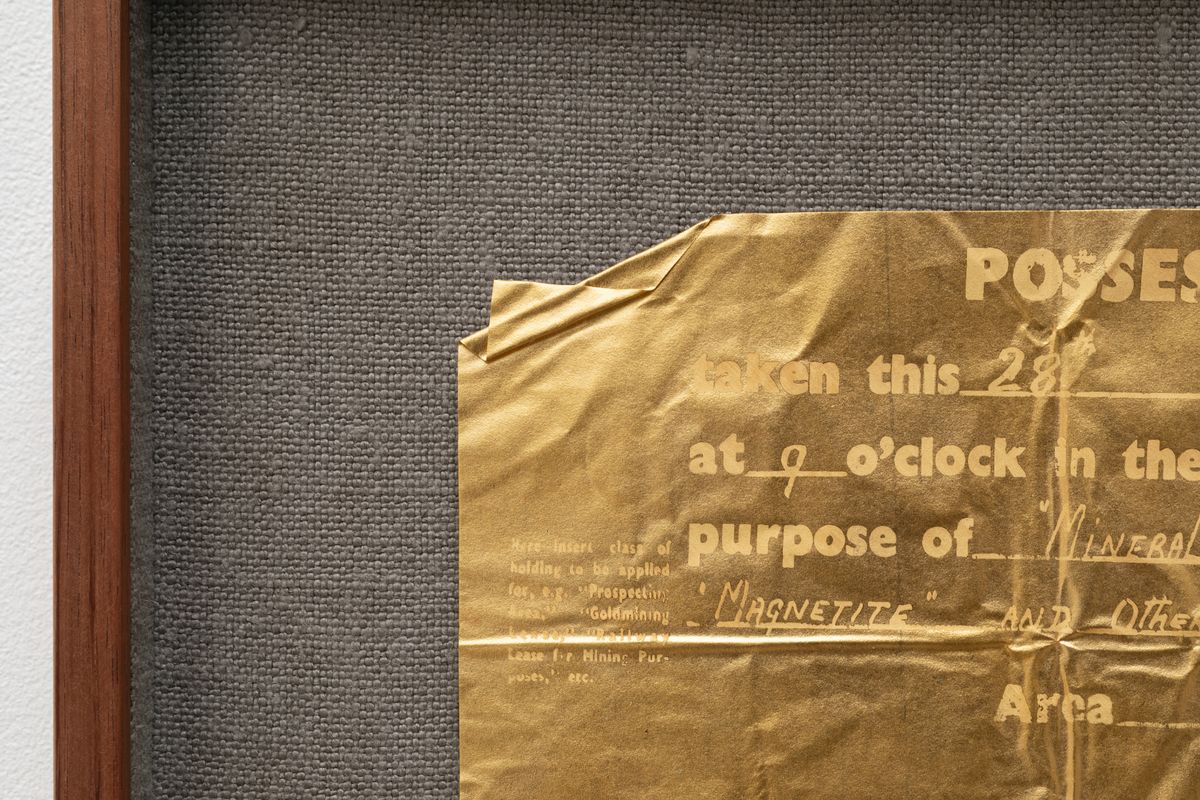 POSSES
taken this 28th
at 9 o'clock in the
purpose of "MINERAL
"MAGNETITE" AND OTHER
Here insert class of
holding to be applied
for, e.g. "Prospecting
Area," "Goldmining
Lease," "Railway
Lease for Mining Pur-
poses," etc.
Area